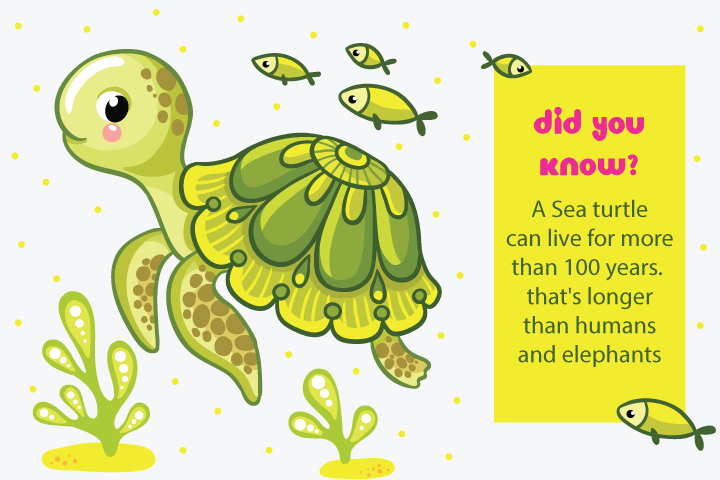 did you
know?
A Sea turtle
can live for more
than 100 years.
that's longer
than humans
and elephants